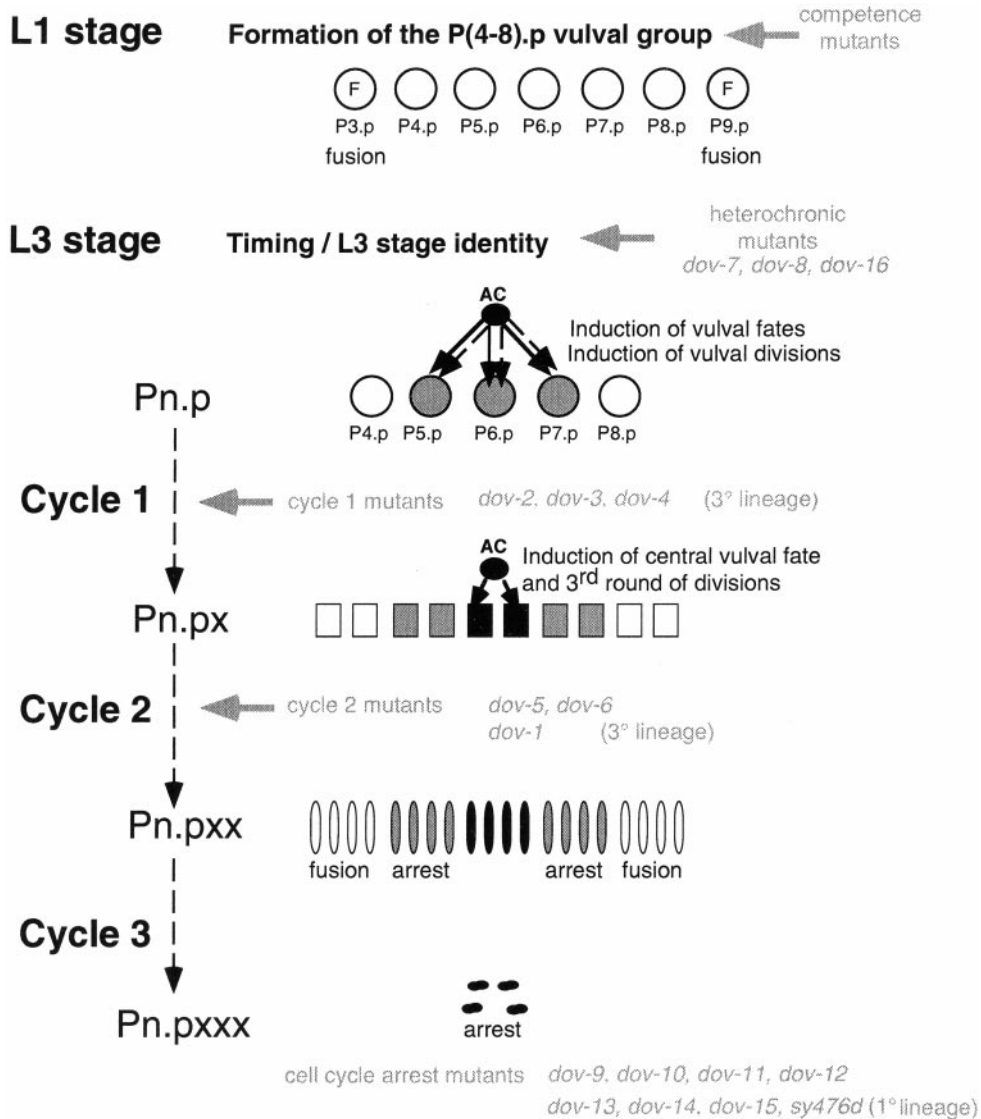 L1 stage Formation of the P(4-8).p vulval group competence mutants
F F
P3.p P4.p P5.p P6.p P7.p P8.p P9.p
fusion fusion
L3 stage Timing / L3 stage identity heterochronic mutants
dov-7, dov-8, dov-16
AC
Induction of vulval fates
Induction of vulval divisions
Pn.p
P4.p P5.p P6.p P7.p P8.p
Cycle 1 cycle 1 mutants dov-2, dov-3, dov-4 (3° lineage)
AC
Induction of central vulval fate
and 3rd round of divisions
Pn.px
Cycle 2 cycle 2 mutants dov-5, dov-6
dov-1 (3° lineage)
Pn.pxx
fusion arrest arrest fusion
Cycle 3
Pn.pxxx
arrest
cell cycle arrest mutants dov-9, dov-10, dov-11, dov-12
dov-13, dov-14, dov-15, sy476d (1° lineage)